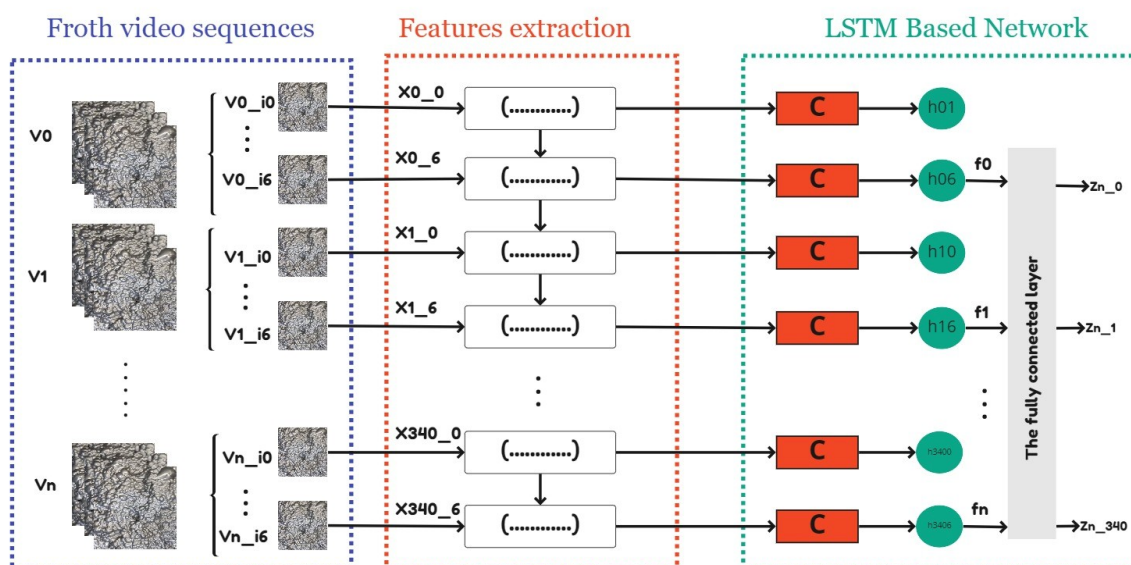 Froth video sequences
Features extraction
LSTM Based Network
V0
V0_i0
X0_0
(............)
C
h01
V0_i6
X0_6
(............)
C
h06
f0
Zn_0
V1
V1_i0
X1_0
(............)
C
h10
V1_i6
X1_6
(............)
C
h16
f1
Zn_1
The fully connected layer
Vn
Vn_i0
X340_0
(............)
C
h3400
Vn_i6
X340_6
(............)
C
h3406
fn
Zn_340